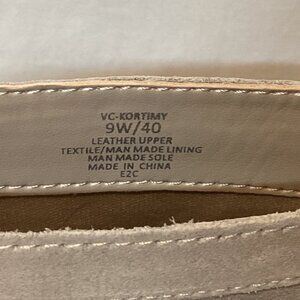 VC-KORTIMY
9W/40
LEATHER UPPER
TEXTILE/MAN MADE LINING
MAN MADE SOLE
MADE IN CHINA
E2C